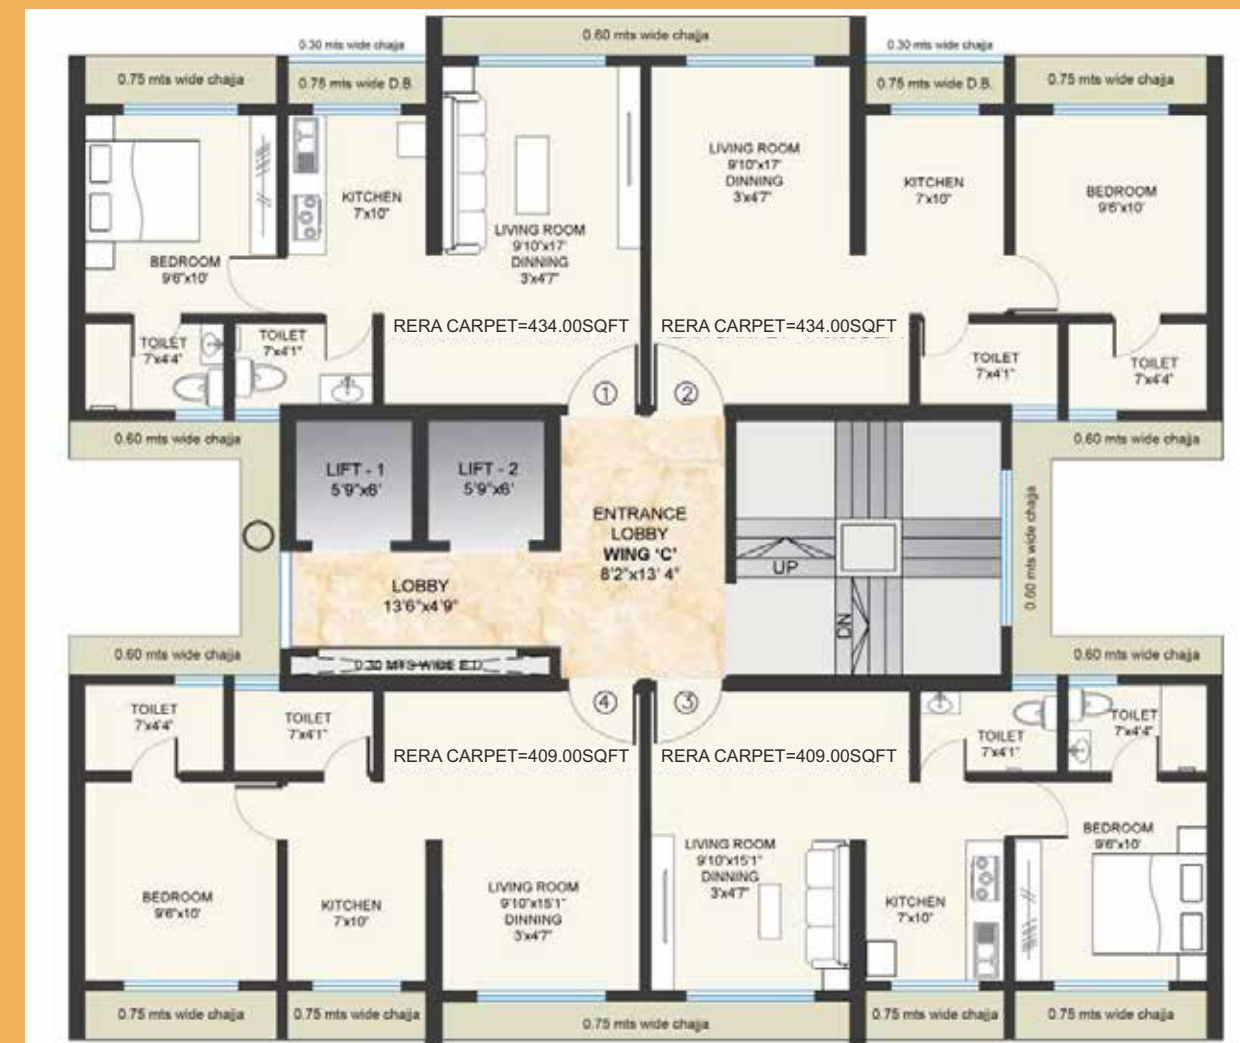 0.60 mts wide chajja
0.30 mts wide chajja
0.30 mts wide chajja
0.75 mts wide chajja
0.75 mts wide D.B.
0.75 mts wide D.B.
0.75 mts wide chajja
LIVING ROOM
9'10"x17'
DINNING
3'x4'7"
KITCHEN
7'x10"
KITCHEN
7'x10"
BEDROOM
9'6"x10'
LIVING ROOM
9'10"x17'
DINNING
3'x4'7"
BEDROOM
9'6"x10'
TOILET
7'x4'4"
TOILET
7'x4'1"
RERA CARPET=434.00SQFT
RERA CARPET=434.00SQFT
TOILET
7'x4'1"
TOILET
7'x4'4"
1
2
0.60 mts wide chajja
0.60 mts wide chajja
LIFT - 1
5'9"x6'
LIFT - 2
5'9"x6'
ENTRANCE
LOBBY
WING 'C'
8'2"x13' 4"
UP
DN
0.60 mts wide chajja
LOBBY
13'6"x4'9"
0.60 mts wide chajja
0.30 MTS WIDE E.D.
0.60 mts wide chajja
4
3
TOILET
7'x4'4"
TOILET
7'x4'1"
TOILET
7'x4'1"
TOILET
7'x4'4"
RERA CARPET=409.00SQFT
RERA CARPET=409.00SQFT
BEDROOM
9'6"x10'
LIVING ROOM
9'10"x15'1"
DINNING
3'x4'7"
BEDROOM
9'6"x10'
KITCHEN
7'x10'
LIVING ROOM
9'10"x15'1"
DINNING
3'x4'7"
KITCHEN
7'x10"
0.75 mts wide chajja
0.75 mts wide chajja
0.75 mts wide chajja
0.75 mts wide chajja
0.75 mts wide chajja